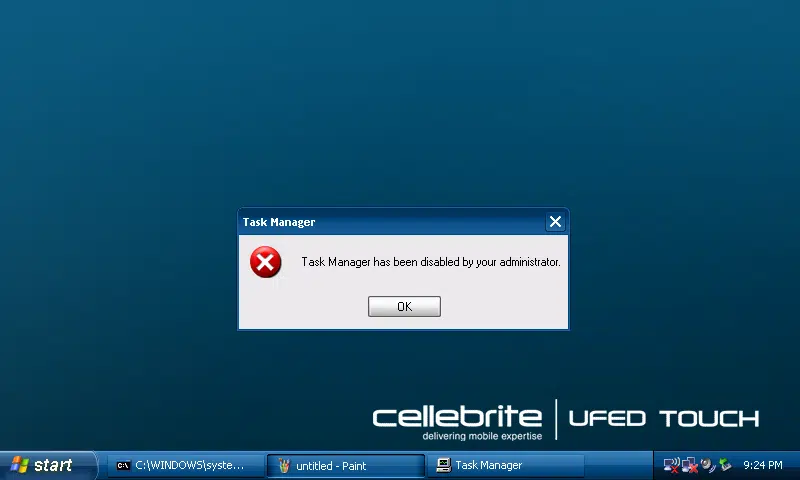 Task Manager
Task Manager has been disabled by your administrator.
OK
cellebrite
delivering mobile expertise
UFED TOUCH
start
C:\WINDOWS\syste...
untitled - Paint
Task Manager
9:24 PM